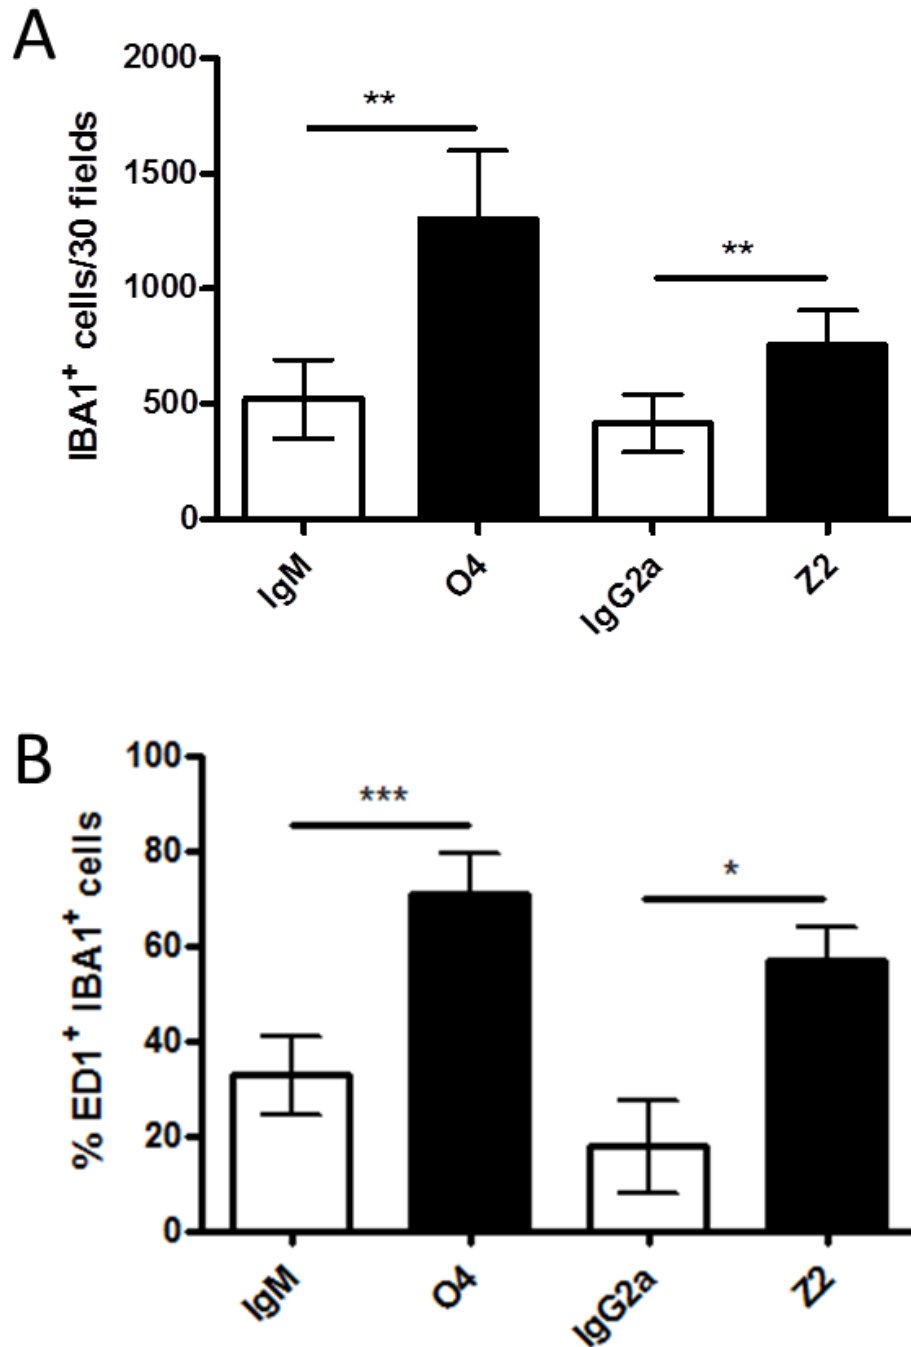 A
IBA1⁺ cells/30 fields
2000
1500
1000
500
0
**
**
IgM
O4
IgG2a
Z2
B
% ED1⁺ IBA1⁺ cells
100
80
60
40
20
0
***
*
IgM
O4
IgG2a
Z2